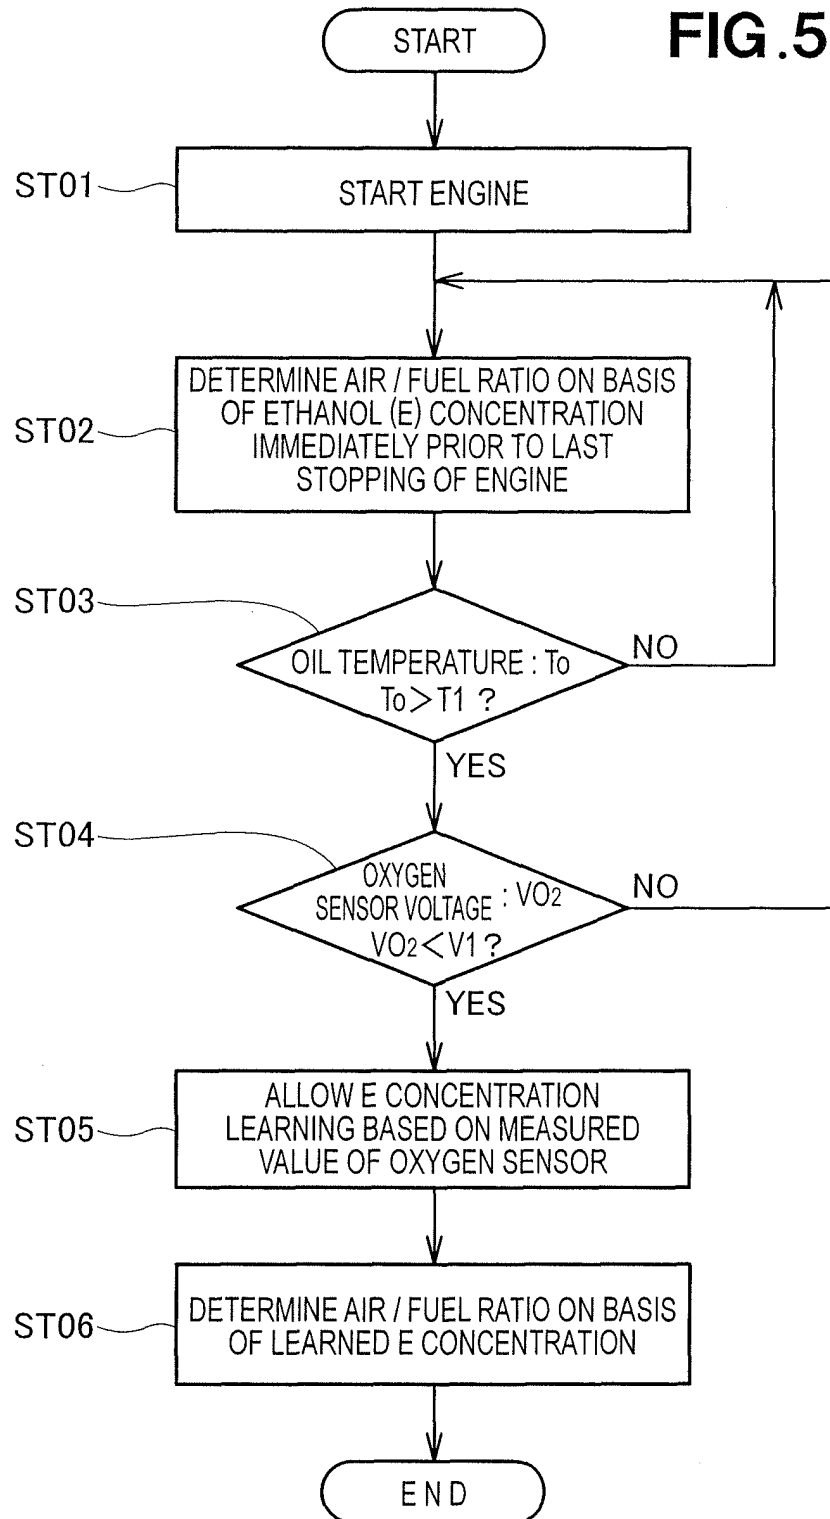 FIG.5
START
ST01
START ENGINE
ST02
DETERMINE AIR / FUEL RATIO ON BASIS
OF ETHANOL (E) CONCENTRATION
IMMEDIATELY PRIOR TO LAST
STOPPING OF ENGINE
ST03
OIL TEMPERATURE : To
To>T1 ?
NO
YES
ST04
OXYGEN
SENSOR VOLTAGE : VO2
VO2<V1 ?
NO
YES
ST05
ALLOW E CONCENTRATION
LEARNING BASED ON MEASURED
VALUE OF OXYGEN SENSOR
ST06
DETERMINE AIR / FUEL RATIO ON BASIS
OF LEARNED E CONCENTRATION
END